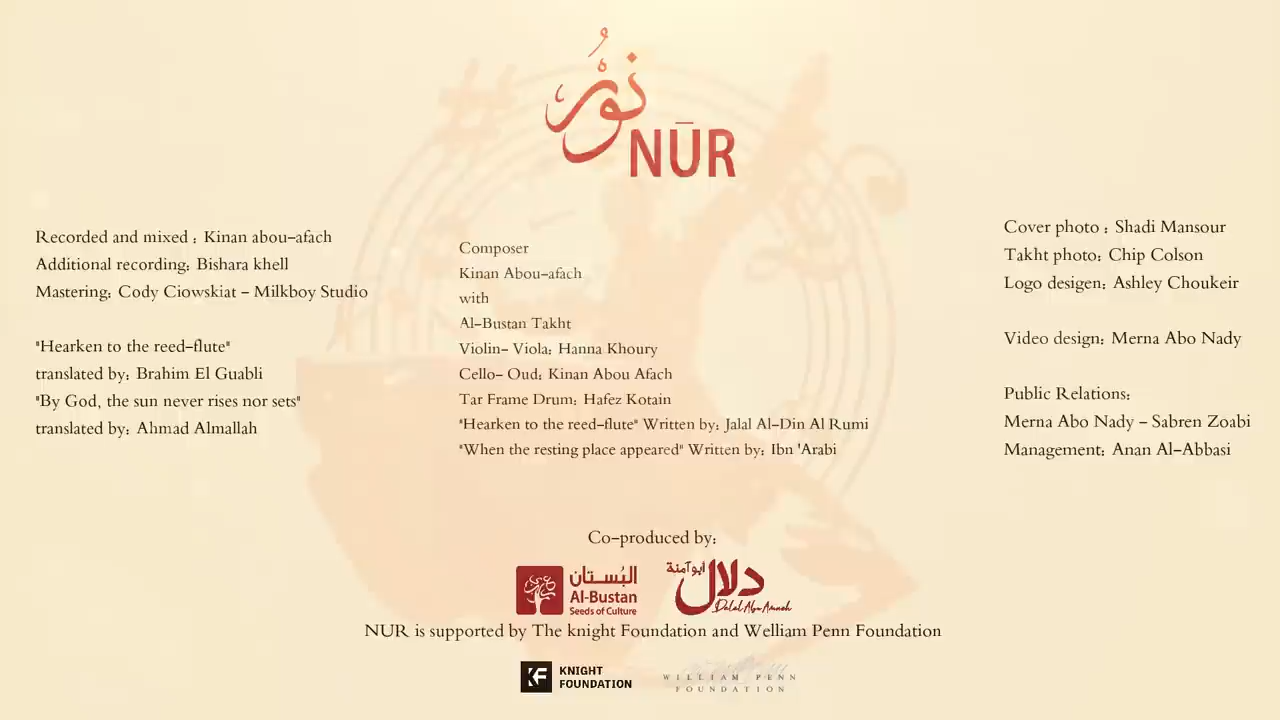 نور
NŪR
Recorded and mixed : Kinan abou-afach
Additional recording: Bishara khell
Mastering: Cody Ciowskiat - Milkboy Studio
"Hearken to the reed-flute"
translated by: Brahim El Guabli
"By God, the sun never rises nor sets"
translated by: Ahmad Almallah
Composer
Kinan Abou-afach
with
Al-Bustan Takht
Violin- Viola: Hanna Khoury
Cello- Oud: Kinan Abou Afach
Tar Frame Drum: Hafez Kotain
"Hearken to the reed-flute" Written by: Jalal Al-Din Al Rumi
"When the resting place appeared" Written by: Ibn 'Arabi
Cover photo : Shadi Mansour
Takht photo: Chip Colson
Logo desigen: Ashley Choukeir
Video design: Merna Abo Nady
Public Relations:
Merna Abo Nady - Sabren Zoabi
Management: Anan Al-Abbasi
Co-produced by:
البُستان
Al-Bustan
Seeds of Culture
دلال أبو آمنة
Dalal Abu Amneh
NUR is supported by The knight Foundation and Welliam Penn Foundation
KF KNIGHT
FOUNDATION
WILLIAM PENN
FOUNDATION